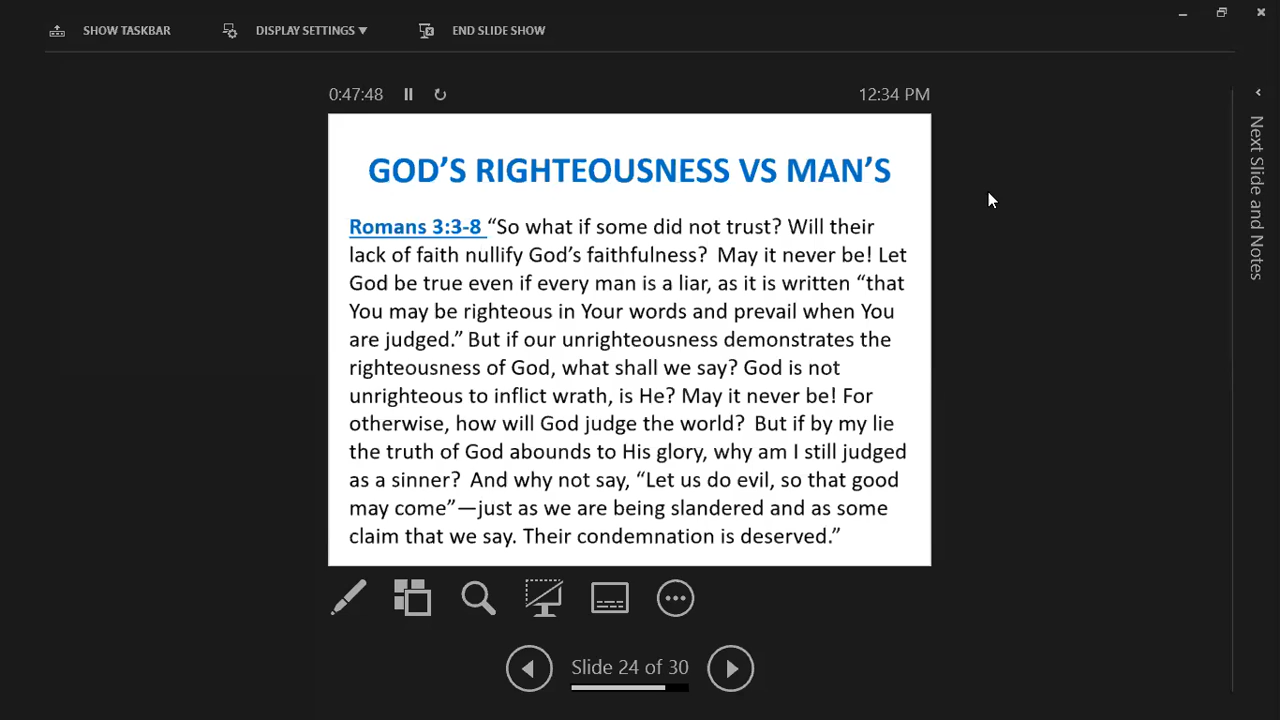 SHOW TASKBAR
DISPLAY SETTINGS ▼
END SLIDE SHOW
0:47:48
12:34 PM
GOD’S RIGHTEOUSNESS VS MAN’S
Romans 3:3-8 “So what if some did not trust? Will their
lack of faith nullify God’s faithfulness?  May it never be! Let
God be true even if every man is a liar, as it is written “that
You may be righteous in Your words and prevail when You
are judged.” But if our unrighteousness demonstrates the
righteousness of God, what shall we say? God is not
unrighteous to inflict wrath, is He? May it never be! For
otherwise, how will God judge the world?  But if by my lie
the truth of God abounds to His glory, why am I still judged
as a sinner?  And why not say, “Let us do evil, so that good
may come”—just as we are being slandered and as some
claim that we say. Their condemnation is deserved.”
Slide 24 of 30
Next Slide and Notes